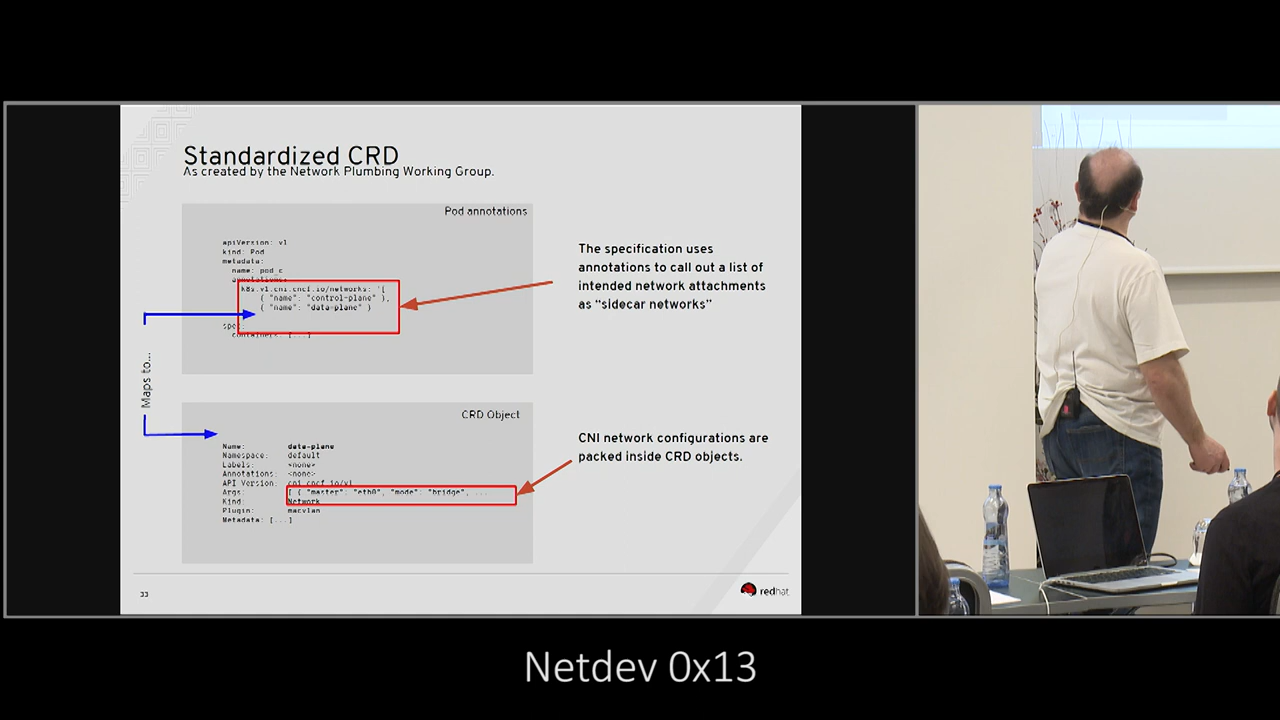 Standardized CRD
As created by the Network Plumbing Working Group.
Pod annotations
apiVersion: v1
kind: Pod
metadata:
name: pod_c
annotations:
k8s.v1.cni.cncf.io/networks: '[
{ "name": "control-plane" },
{ "name": "data-plane" }
spec:
containers: [...]
The specification uses
annotations to call out a list of
intended network attachments
as “sidecar networks”
Maps to...
CRD Object
Name: data-plane
Namespace: default
Labels: <none>
Annotations: <none>
API Version: cni.cncf.io/v1
Args: [ { "master": "eth0", "mode": "bridge", ...
Kind: Network
Plugin: macvlan
Metadata: [...]
CNI network configurations are
packed inside CRD objects.
33
redhat
Netdev 0x13